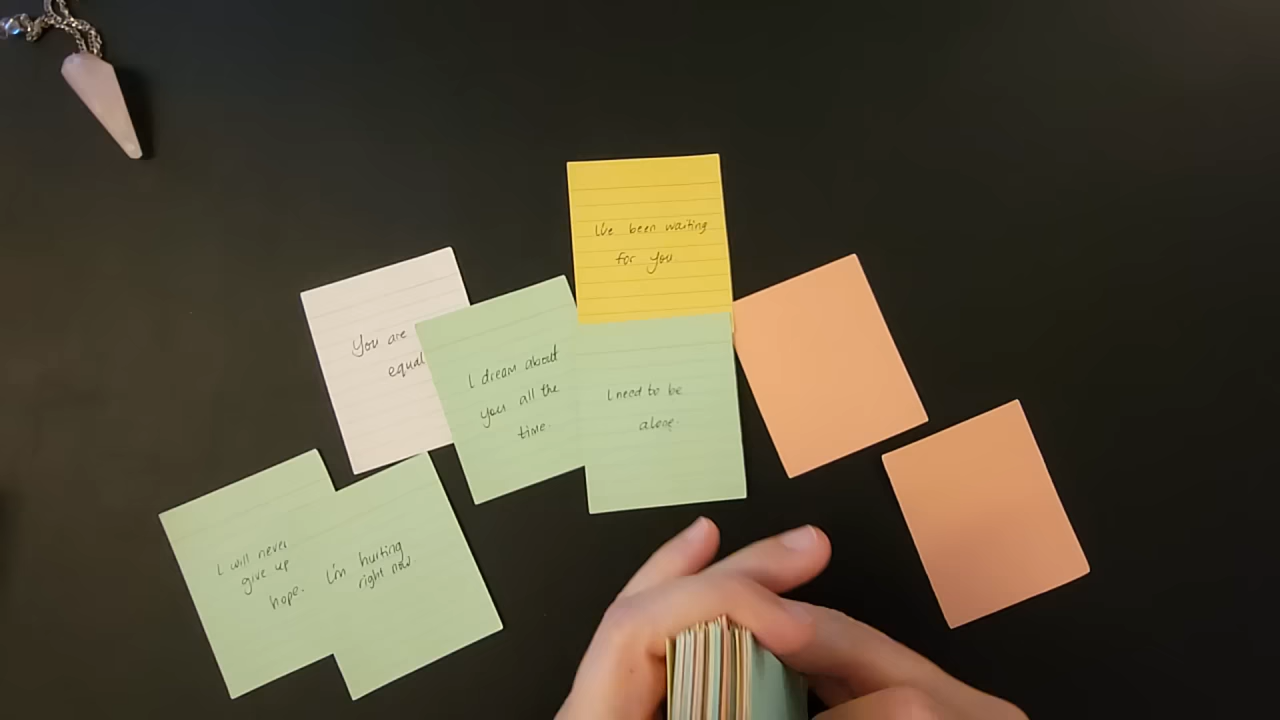 I've been waiting
for you
You are
equal
I dream about
you all the
time.
I need to be
alone.
I will never
give up
hope.
I'm hurting
right now